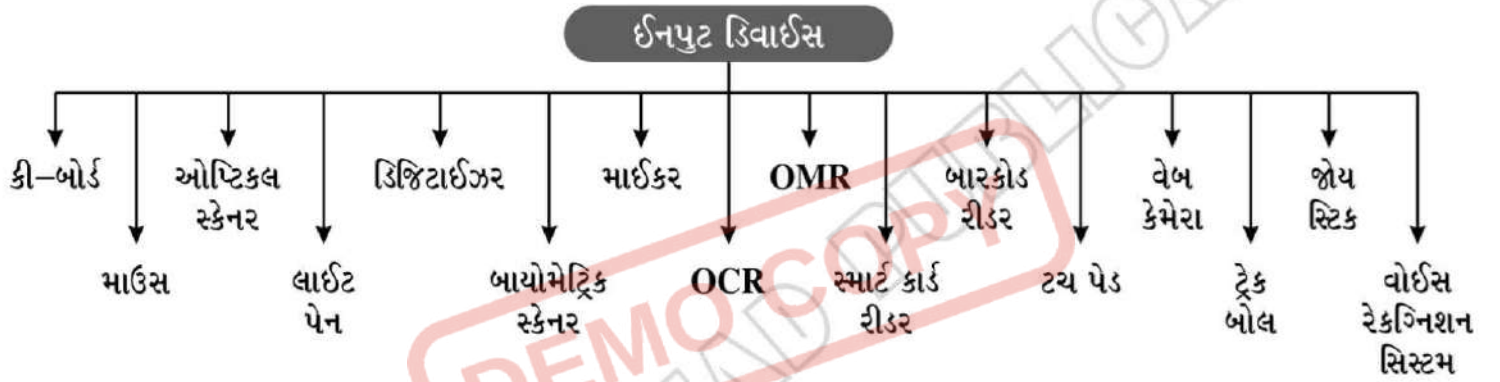 ઈનપુટ ડિવાઈસ
કી–બોર્ડ
માઉસ
ઓપ્ટિકલ
સ્કેનર
લાઈટ
પેન
ડિજિટાઈઝર
બાયોમેટ્રિક
સ્કેનર
માઈકર
OCR
OMR
સ્માર્ટ કાર્ડ
રીડર
બારકોડ
રીડર
ટચ પેડ
વેબ
કેમેરા
ટ્રેક
બોલ
જોય
સ્ટિક
વોઈસ
રેકગ્નિશન
સિસ્ટમ
DEMO COPY